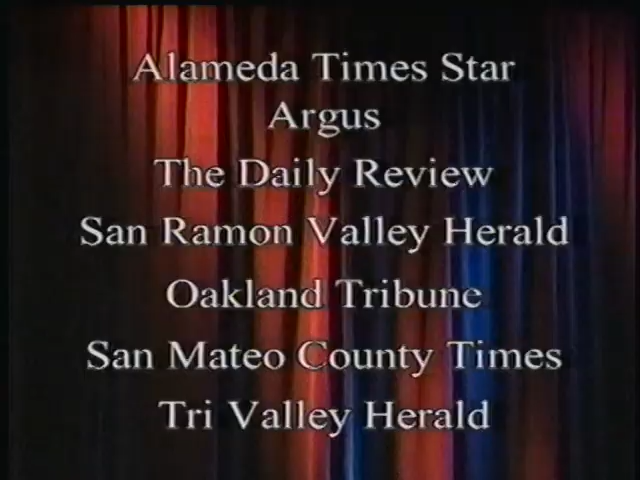 Alameda Times Star
Argus
The Daily Review
San Ramon Valley Herald
Oakland Tribune
San Mateo County Times
Tri Valley Herald